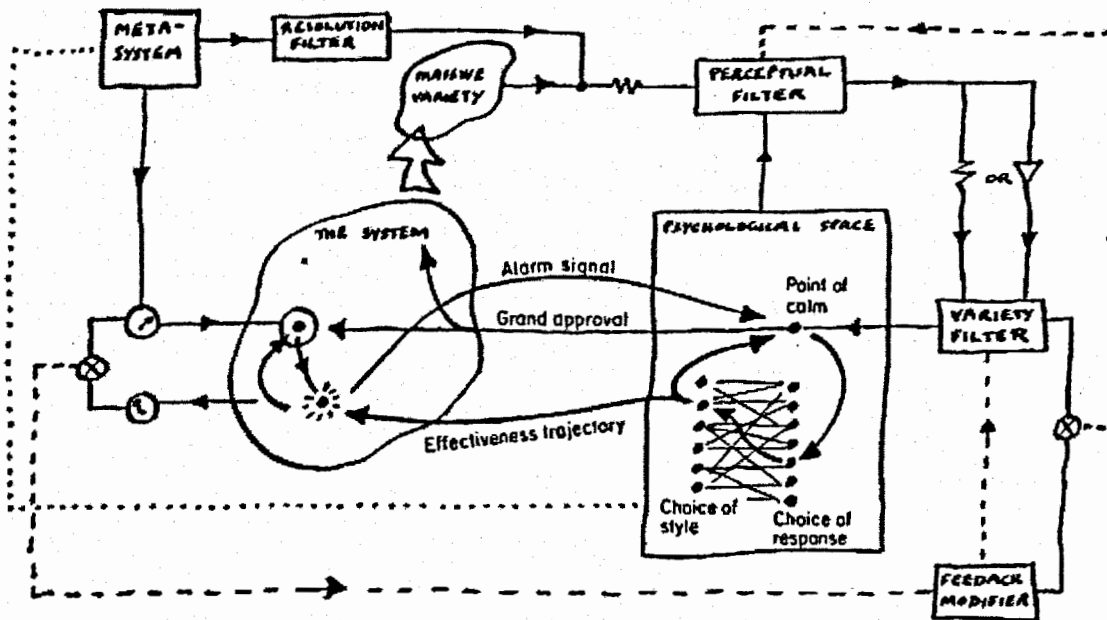 META-
SYSTEM
RESOLUTION
FILTER
MASSIVE
VARIETY
PERCEPTUAL
FILTER
OR
THE SYSTEM
PSYCHOLOGICAL SPACE
Alarm signal
Point of
calm
Grand approval
VARIETY
FILTER
Effectiveness trajectory
Choice of
style
Choice of
response
FEEDBACK
MODIFIER